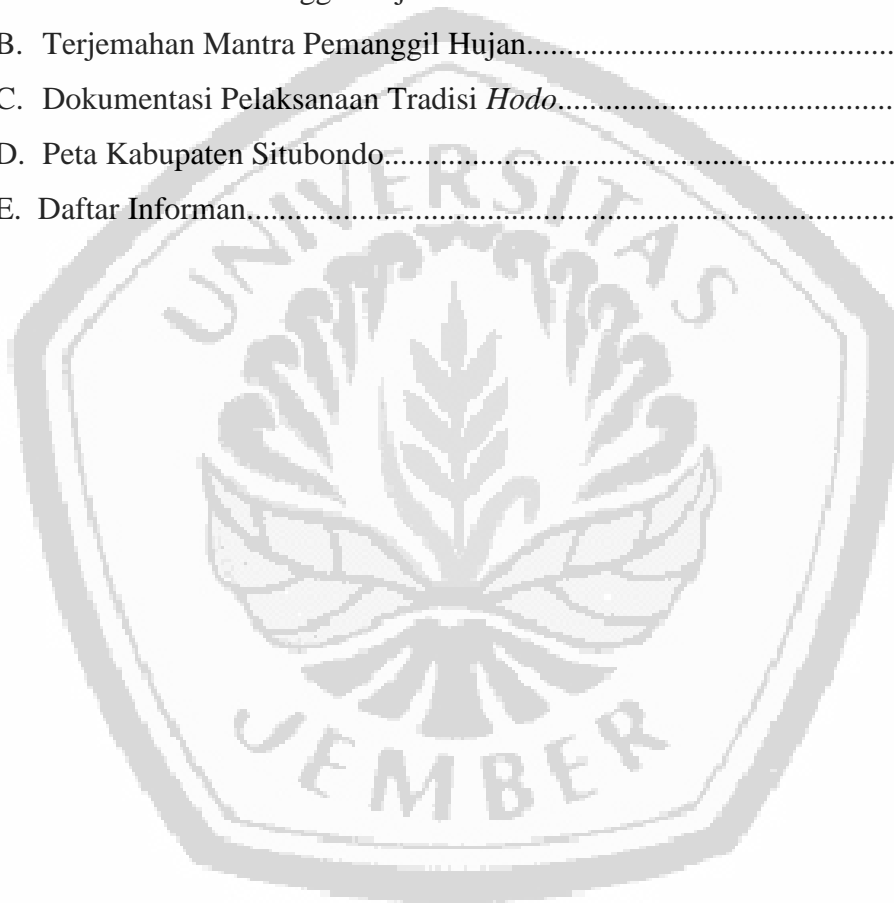 B. Terjemahan Mantra Pemanggil Hujan
C. Dokumentasi Pelaksanaan Tradisi Hodo
D. Peta Kabupaten Situbondo
E. Daftar Informan
UNIVERSITAS
JEMBER